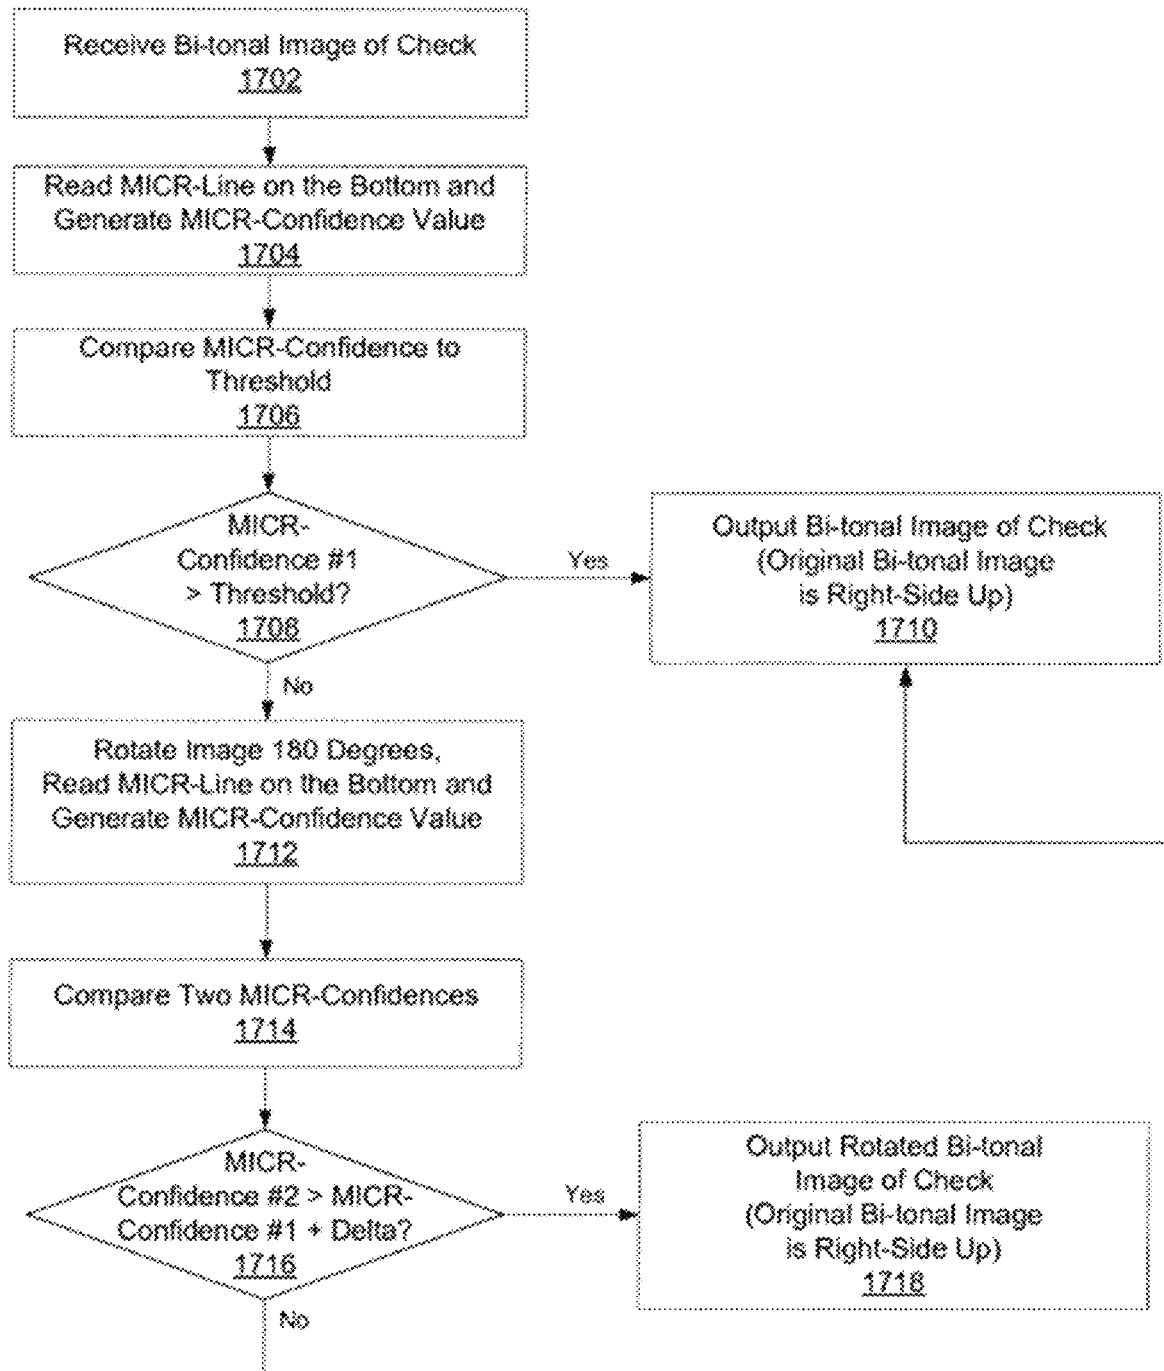 Receive Bi-tonal Image of Check
1702
Read MICR-Line on the Bottom and
Generate MICR-Confidence Value
1704
Compare MICR-Confidence to
Threshold
1706
MICR-
Confidence #1
> Threshold?
1708
Yes
Output Bi-tonal Image of Check
(Original Bi-tonal Image
is Right-Side Up)
1710
No
Rotate Image 180 Degrees,
Read MICR-Line on the Bottom and
Generate MICR-Confidence Value
1712
Compare Two MICR-Confidences
1714
MICR-
Confidence #2 > MICR-
Confidence #1 + Delta?
1716
Yes
Output Rotated Bi-tonal
Image of Check
(Original Bi-tonal Image
is Right-Side Up)
1718
No